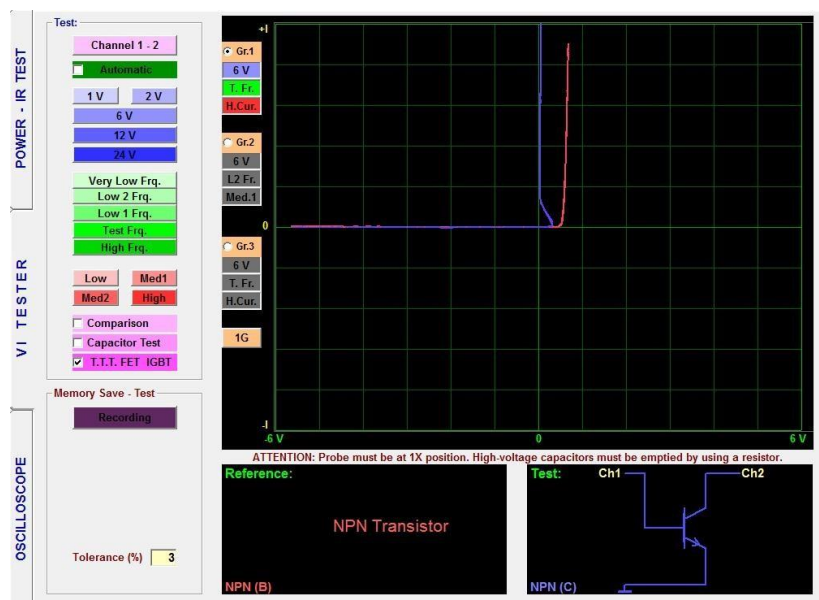 POWER - IR TEST
VI TESTER
OSCILLOSCOPE
Test:
Channel 1 - 2
Automatic
1 V
2 V
6 V
12 V
24 V
Very Low Frq.
Low 2 Frq.
Low 1 Frq.
Test Frq.
High Frq.
Low
Med1
Med2
High
Comparison
Capacitor Test
T.T.T. FET IGBT
Memory Save - Test
Recording
Tolerance (%) 3
+I
Gr.1
6 V
T. Fr.
H.Cur.
Gr.2
6 V
L2 Fr.
Med.1
0
Gr.3
6 V
T. Fr.
H.Cur.
1G
-I
-6 V
0
6 V
ATTENTION: Probe must be at 1X position. High-voltage capacitors must be emptied by using a resistor.
Reference:
NPN Transistor
NPN (B)
Test:
Ch1
Ch2
NPN (C)